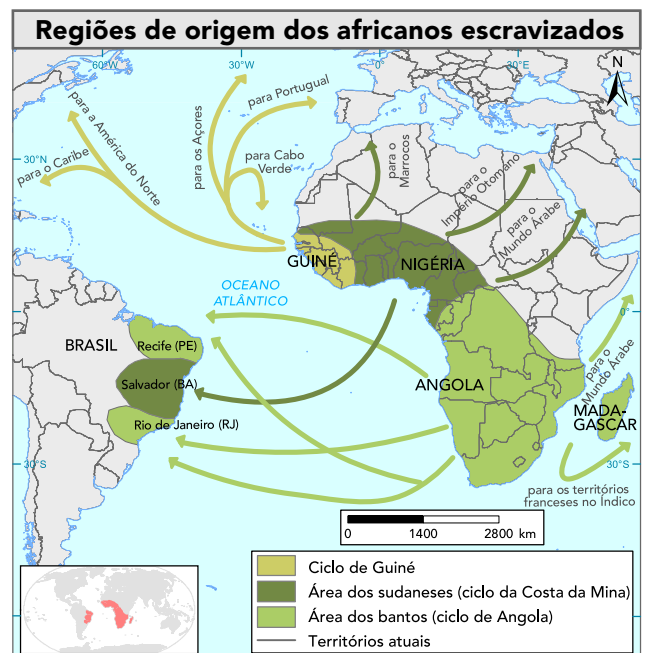 Regiões de origem dos africanos escravizados
60°W
30°W
0°
30°E
N
para o Caribe
para a América do Norte
para os Açores
para Portugal
para Cabo
Verde
para o
Marrocos
para o
Império Otomano
para o
Mundo Árabe
30°N
GUINÉ
NIGÉRIA
OCEANO
ATLÂNTICO
0°
BRASIL
Recife (PE)
Salvador (BA)
Rio de Janeiro (RJ)
ANGOLA
para o
Mundo Árabe
MADA-
GASCAR
30°S
30°S
para os territórios
franceses no Índico
0 1400 2800 km
Ciclo de Guiné
Área dos sudaneses (ciclo da Costa da Mina)
Área dos bantos (ciclo de Angola)
Territórios atuais